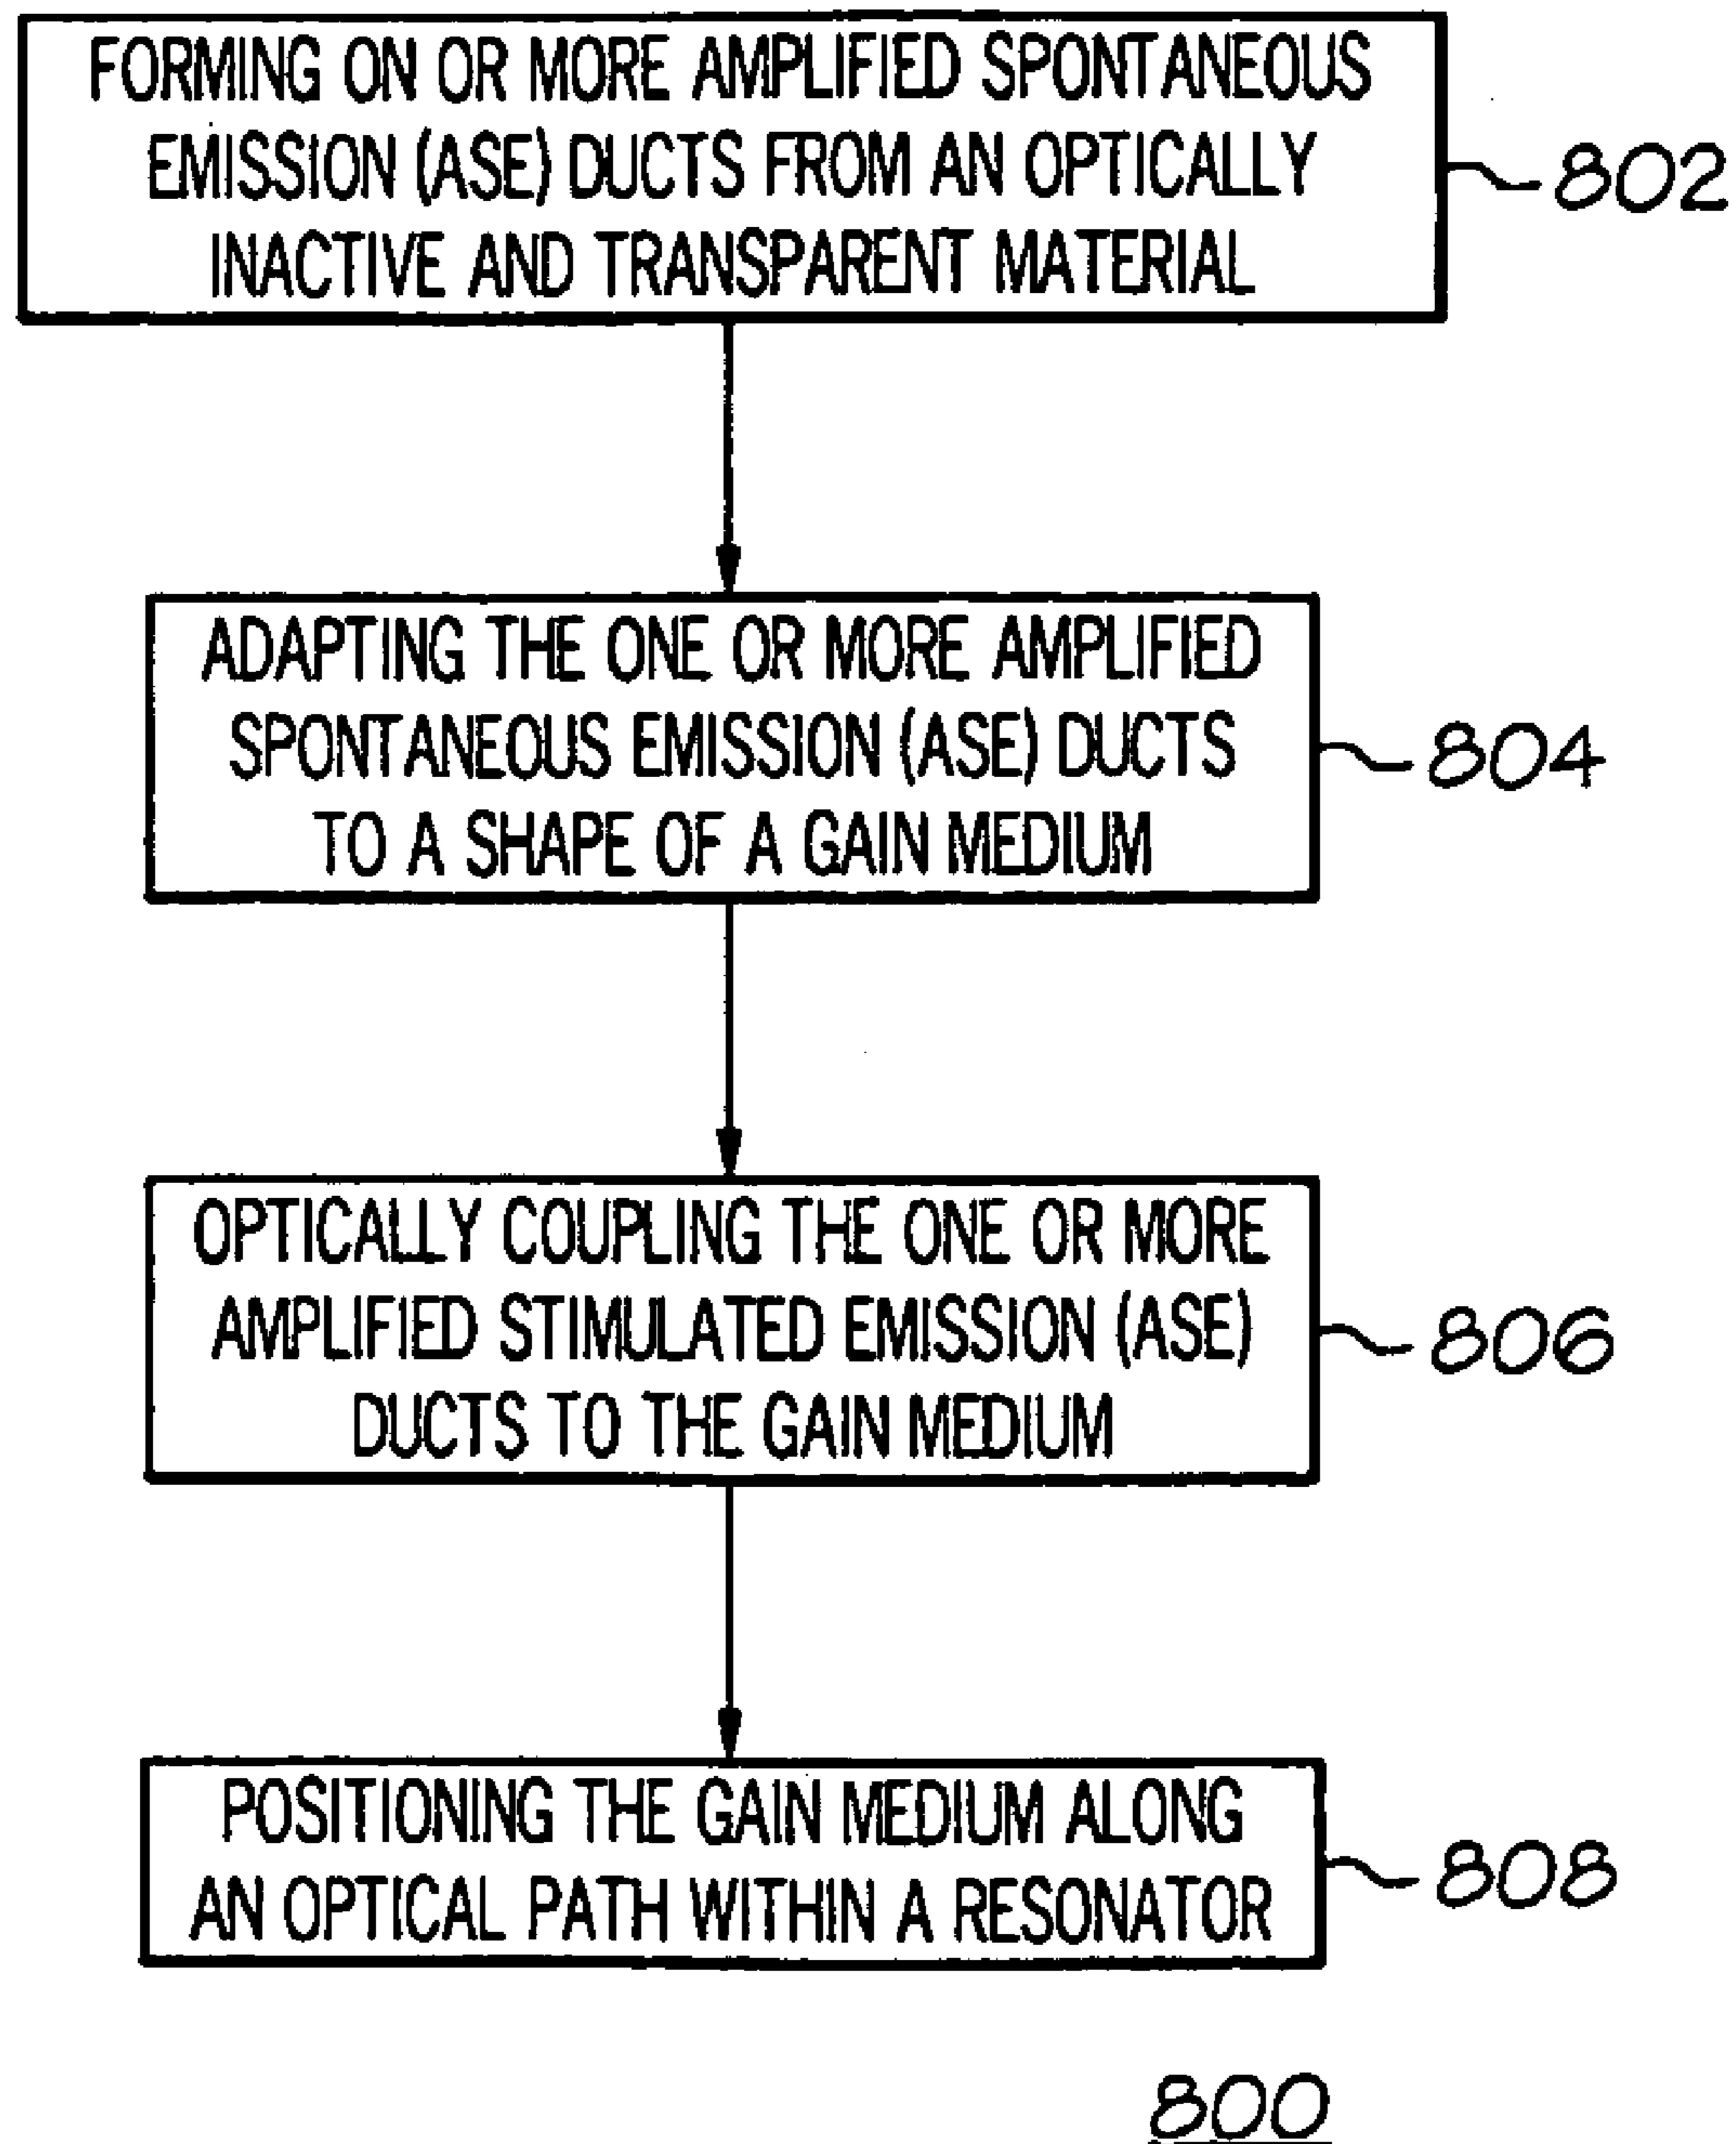 FORMING ON OR MORE AMPLIFIED SPONTANEOUS
EMISSION (ASE) DUCTS FROM AN OPTICALLY
INACTIVE AND TRANSPARENT MATERIAL
802
ADAPTING THE ONE OR MORE AMPLIFIED
SPONTANEOUS EMISSION (ASE) DUCTS
TO A SHAPE OF A GAIN MEDIUM
804
OPTICALLY COUPLING THE ONE OR MORE
AMPLIFIED STIMULATED EMISSION (ASE)
DUCTS TO THE GAIN MEDIUM
806
POSITIONING THE GAIN MEDIUM ALONG
AN OPTICAL PATH WITHIN A RESONATOR
808
800